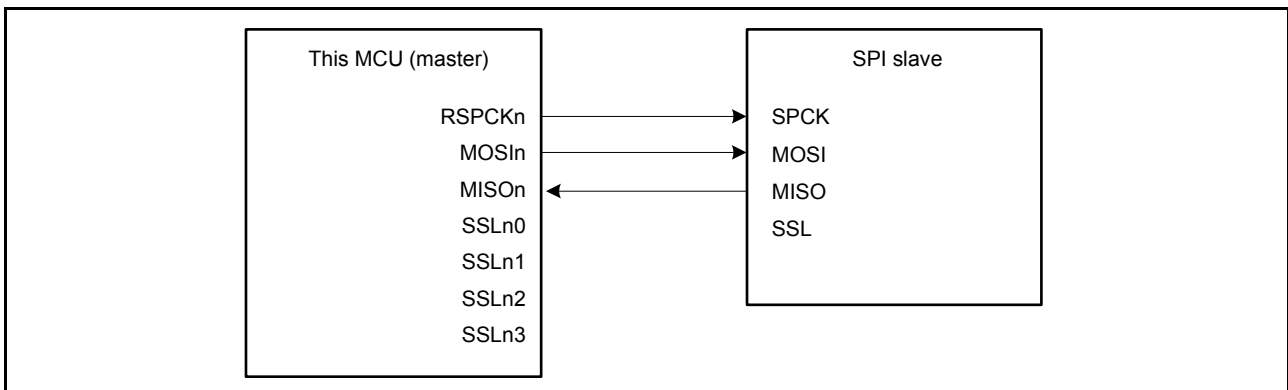 This MCU (master)
RSPCKn
MOSIn
MISOn
SSLn0
SSLn1
SSLn2
SSLn3
SPI slave
SPCK
MOSI
MISO
SSL